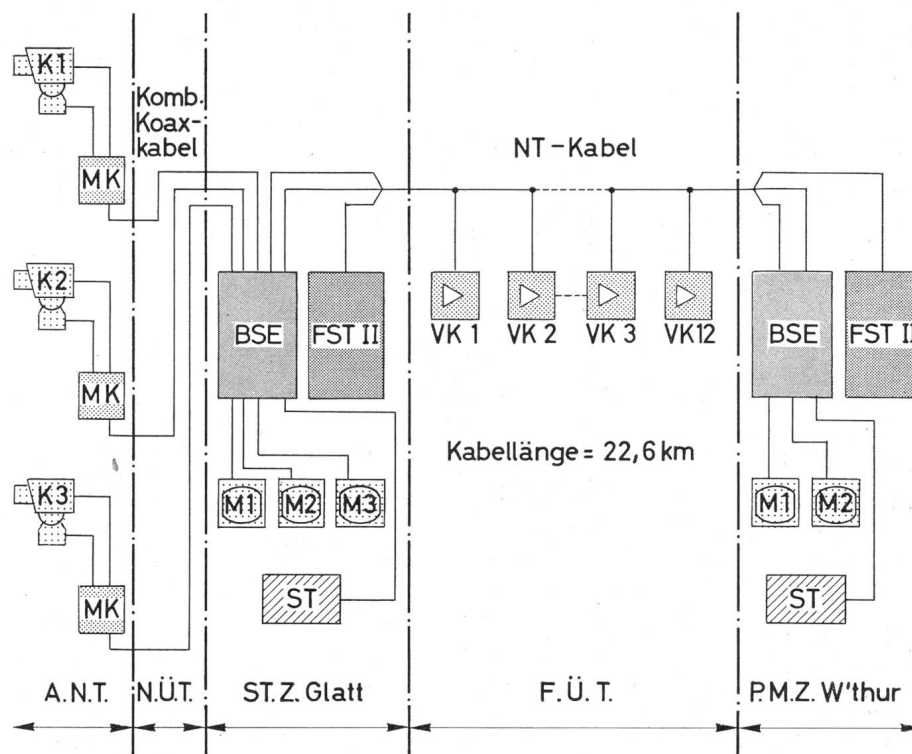 K1
Komb.
Koax-
kabel
NT-Kabel
MK
K2
BSE
FST II
VK 1
VK 2
VK 3
VK12
BSE
FST II
MK
Kabellänge = 22,6 km
K3
M1
M2
M3
M1
M2
MK
ST
ST
A.N.T.
N.Ü.T.
ST.Z. Glatt
F.Ü.T.
P.M.Z. W'thur